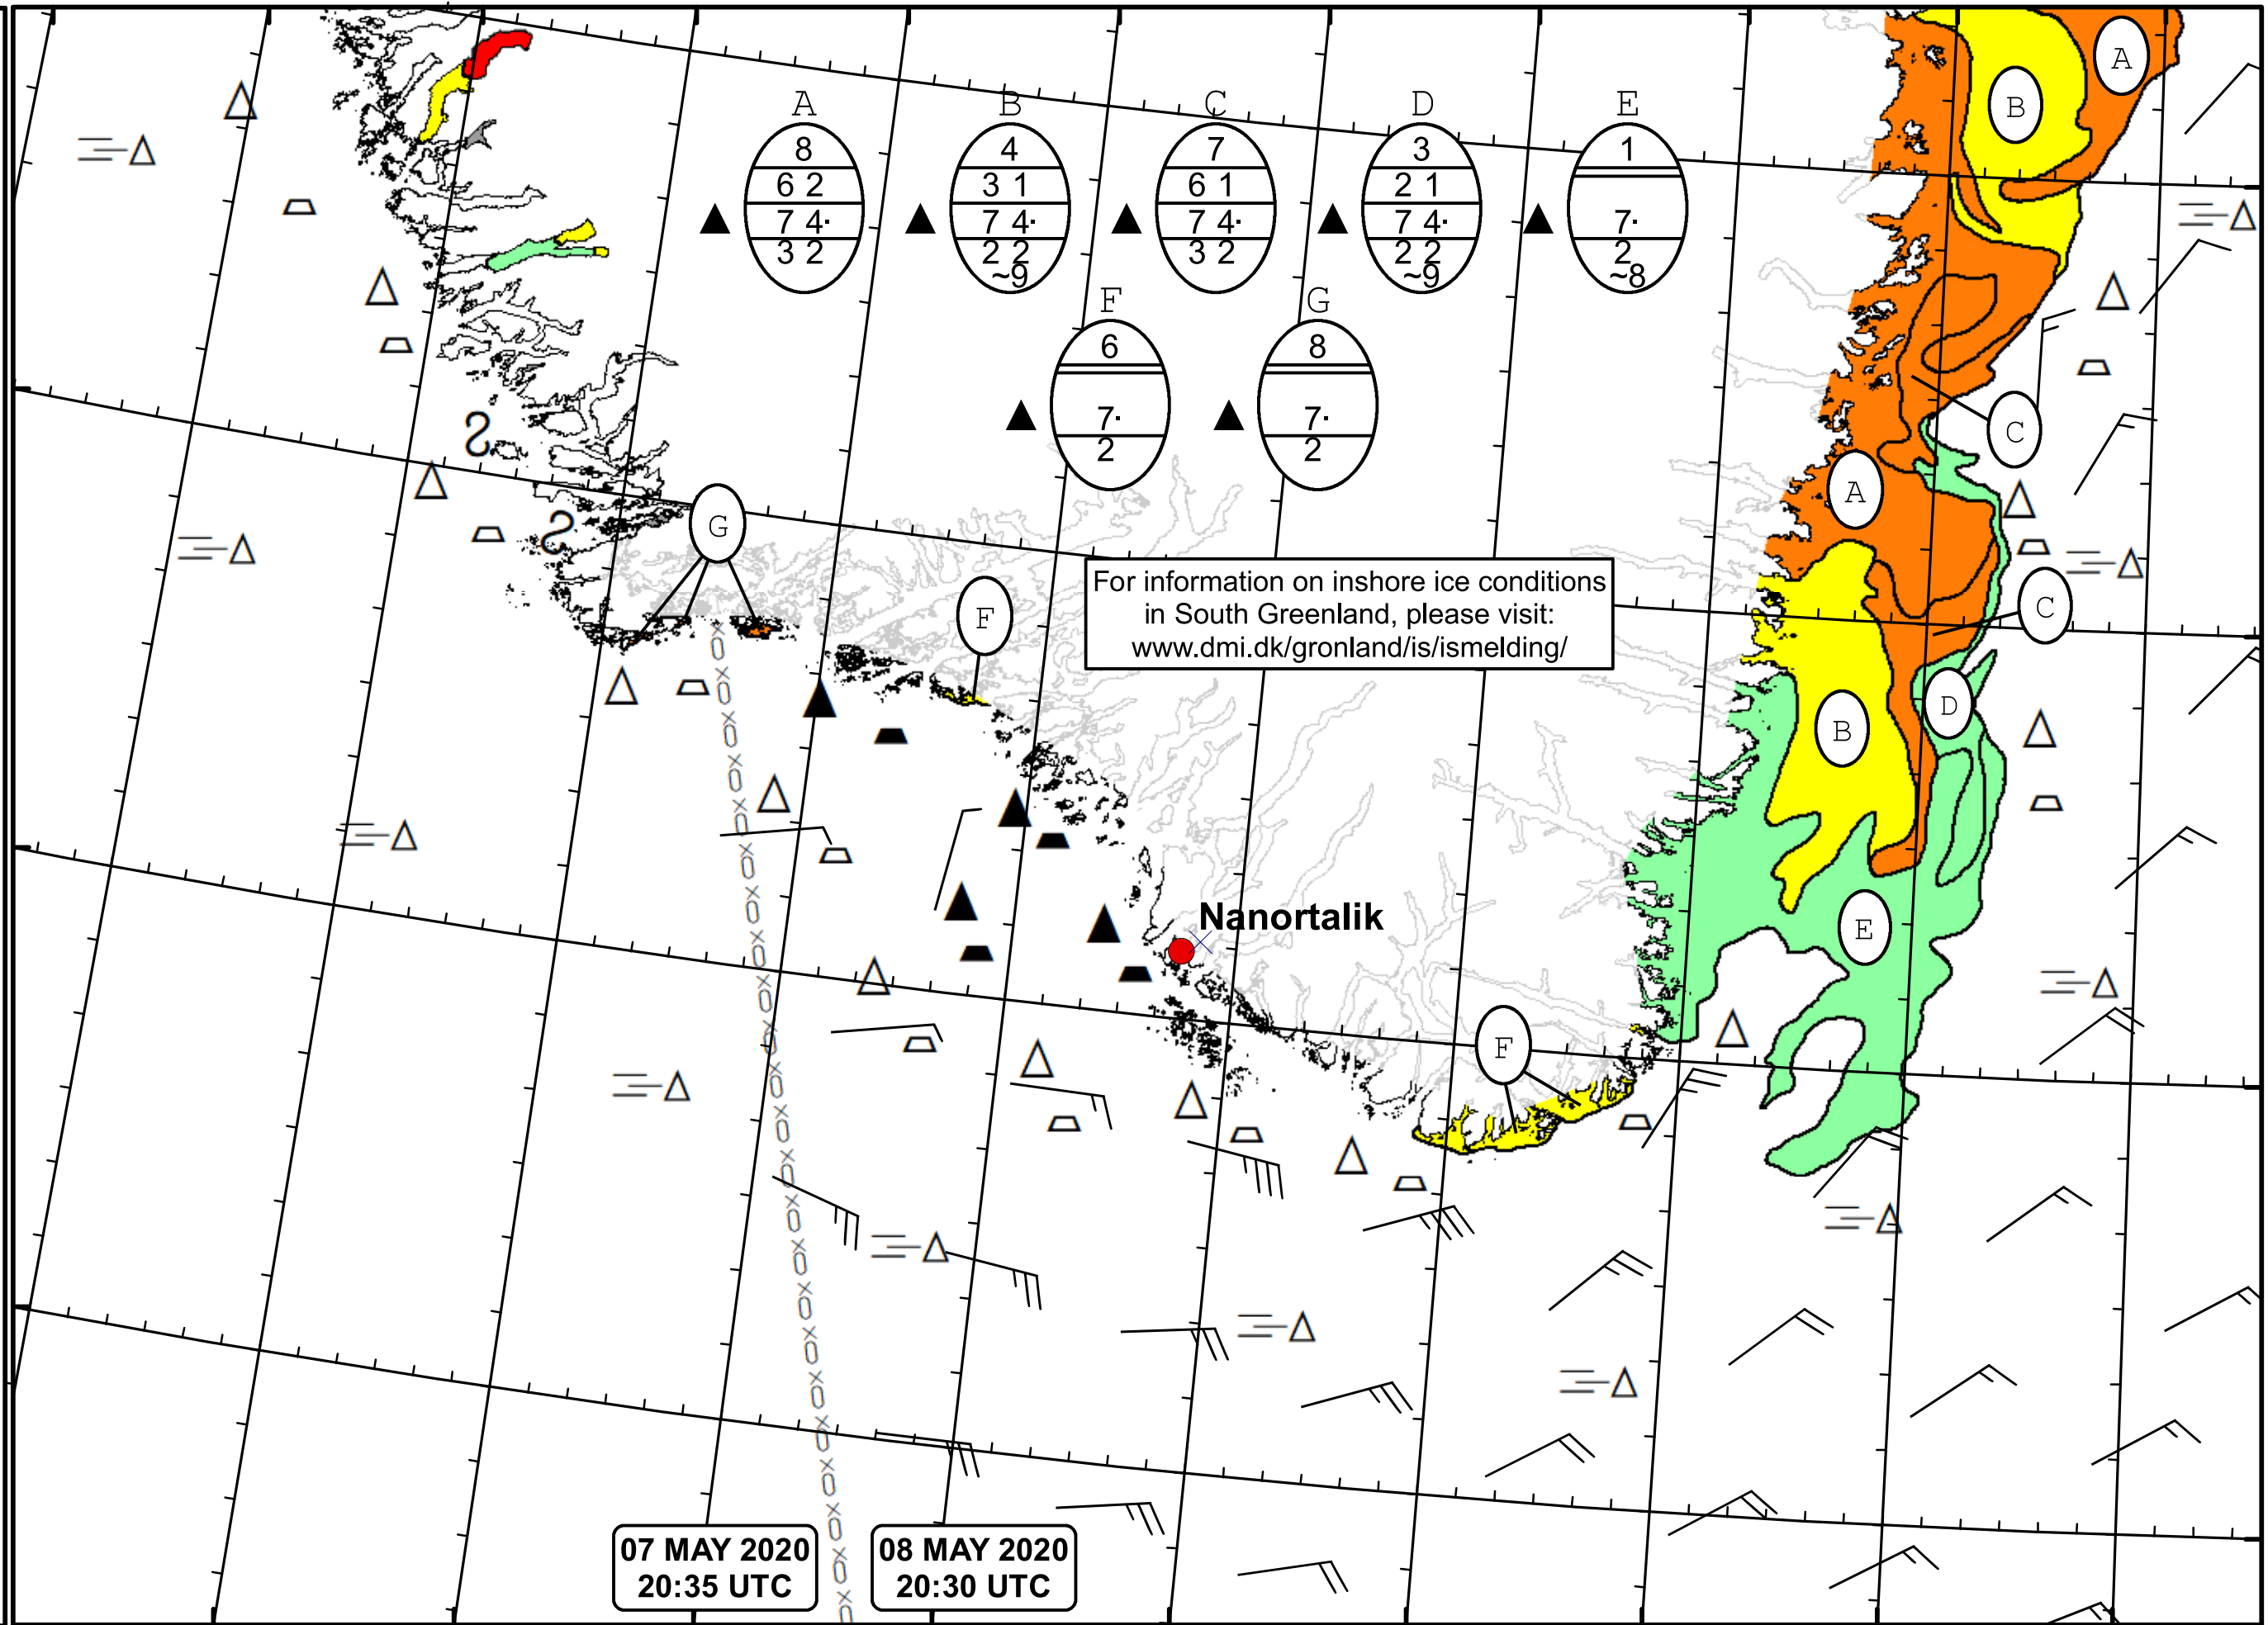 A B C D E
8 4 7 3 1
6 2 3 1 6 1 2 1
7 4· 7 4· 7 4· 7 4· 7·
3 2 2 2 3 2 2 2 2
~9 ~9 ~8
F G
6 8
7· 7·
2 2
A
B
C
A
G
F
For information on inshore ice conditions
in South Greenland, please visit:
www.dmi.dk/gronland/is/ismelding/
C
D
B
Nanortalik
E
F
07 MAY 2020
20:35 UTC
08 MAY 2020
20:30 UTC